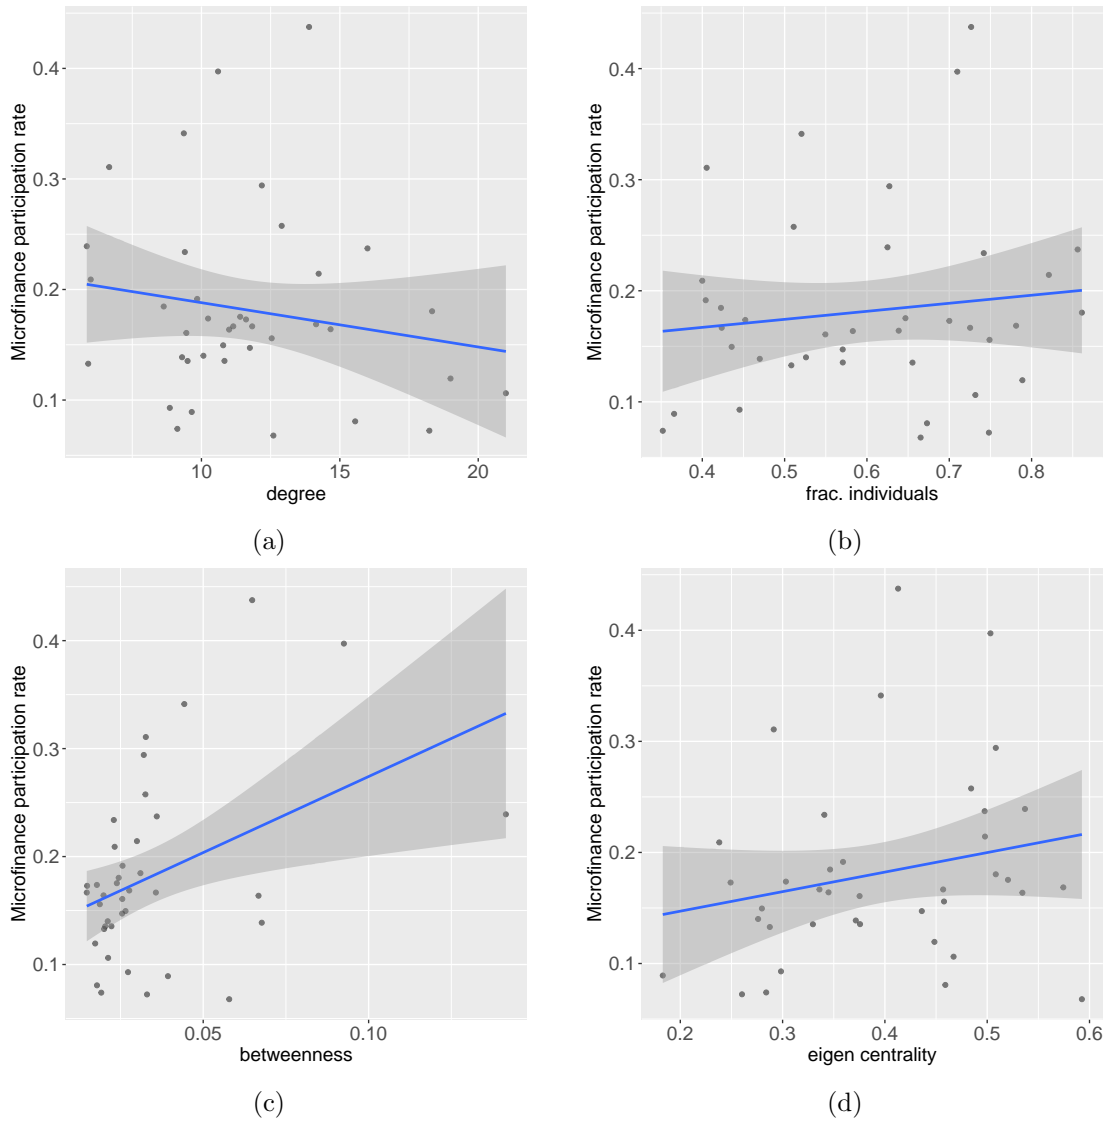 Microfinance participation rate
0.4
0.3
0.2
0.1
10 15 20
degree
(a)
Microfinance participation rate
0.4
0.3
0.2
0.1
0.4 0.5 0.6 0.7 0.8
frac. individuals
(b)
Microfinance participation rate
0.4
0.3
0.2
0.1
0.05 0.10
betweenness
(c)
Microfinance participation rate
0.4
0.3
0.2
0.1
0.2 0.3 0.4 0.5 0.6
eigen centrality
(d)